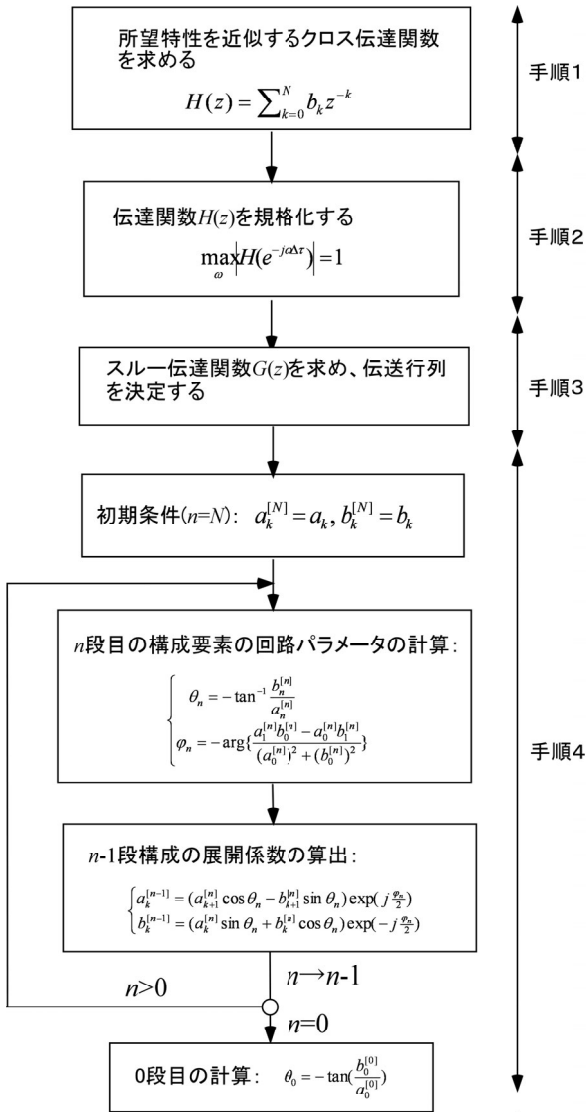 所望特性を近似するクロス伝達関数
を求める
H(z) = ∑_{k=0}^{N} b_k z^{-k}
手順1
伝達関数H(z)を規格化する
max_ω |H(e^{-jαΔτ})| = 1
手順2
スルー伝達関数G(z)を求め、伝送行列
を決定する
手順3
初期条件(n=N): a_k^{[N]} = a_k, b_k^{[N]} = b_k
n段目の構成要素の回路パラメータの計算:
θ_n = −tan^{-1} b_n^{[n]} / a_n^{[n]}
φ_n = −arg{(a_1^{[n]} b_0^{[n]} − a_0^{[n]} b_1^{[n]}) / ((a_0^{[n]})^2 + (b_0^{[n]})^2)}
手順4
n-1段構成の展開係数の算出:
a_k^{[n-1]} = (a_{k+1}^{[n]} cos θ_n − b_{k+1}^{[n]} sin θ_n) exp(j φ_n/2)
b_k^{[n-1]} = (a_k^{[n]} sin θ_n + b_k^{[n]} cos θ_n) exp(−j φ_n/2)
n→n-1
n>0
n=0
0段目の計算: θ_0 = −tan(b_0^{[0]} / a_0^{[0]})